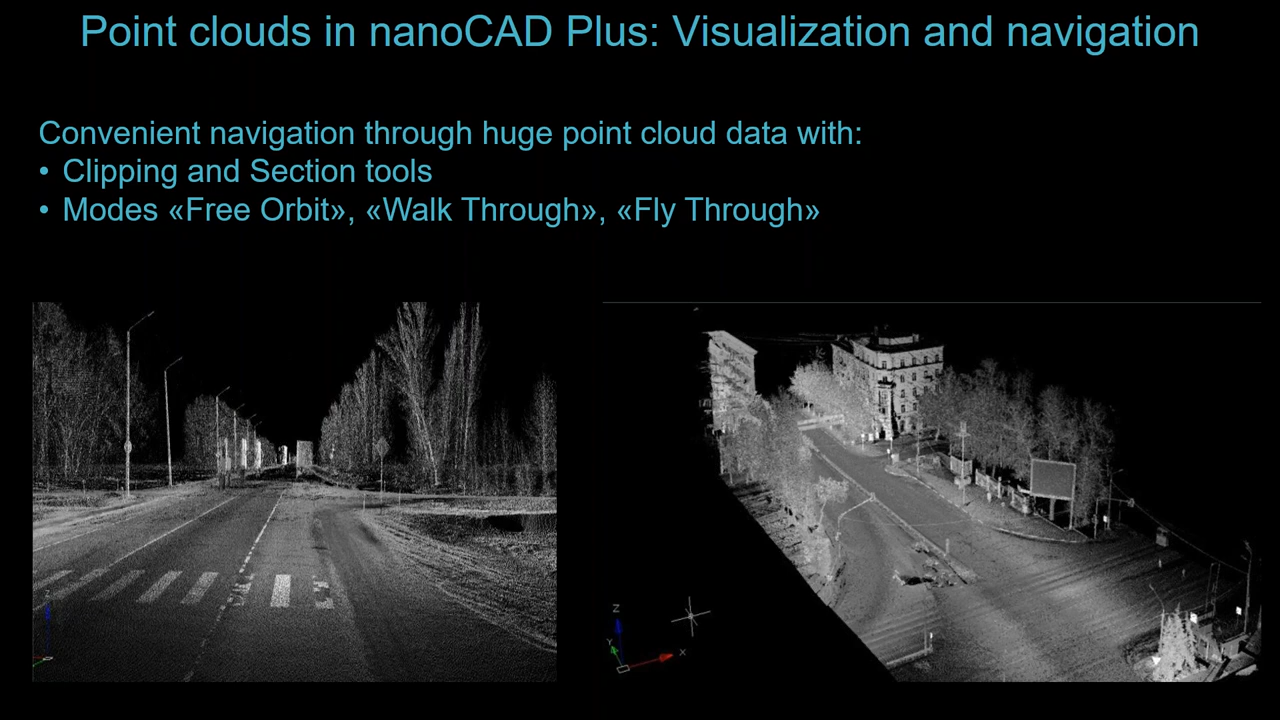 Point clouds in nanoCAD Plus: Visualization and navigation
Convenient navigation through huge point cloud data with:
• Clipping and Section tools
• Modes «Free Orbit», «Walk Through», «Fly Through»
Z
Z
Y
X